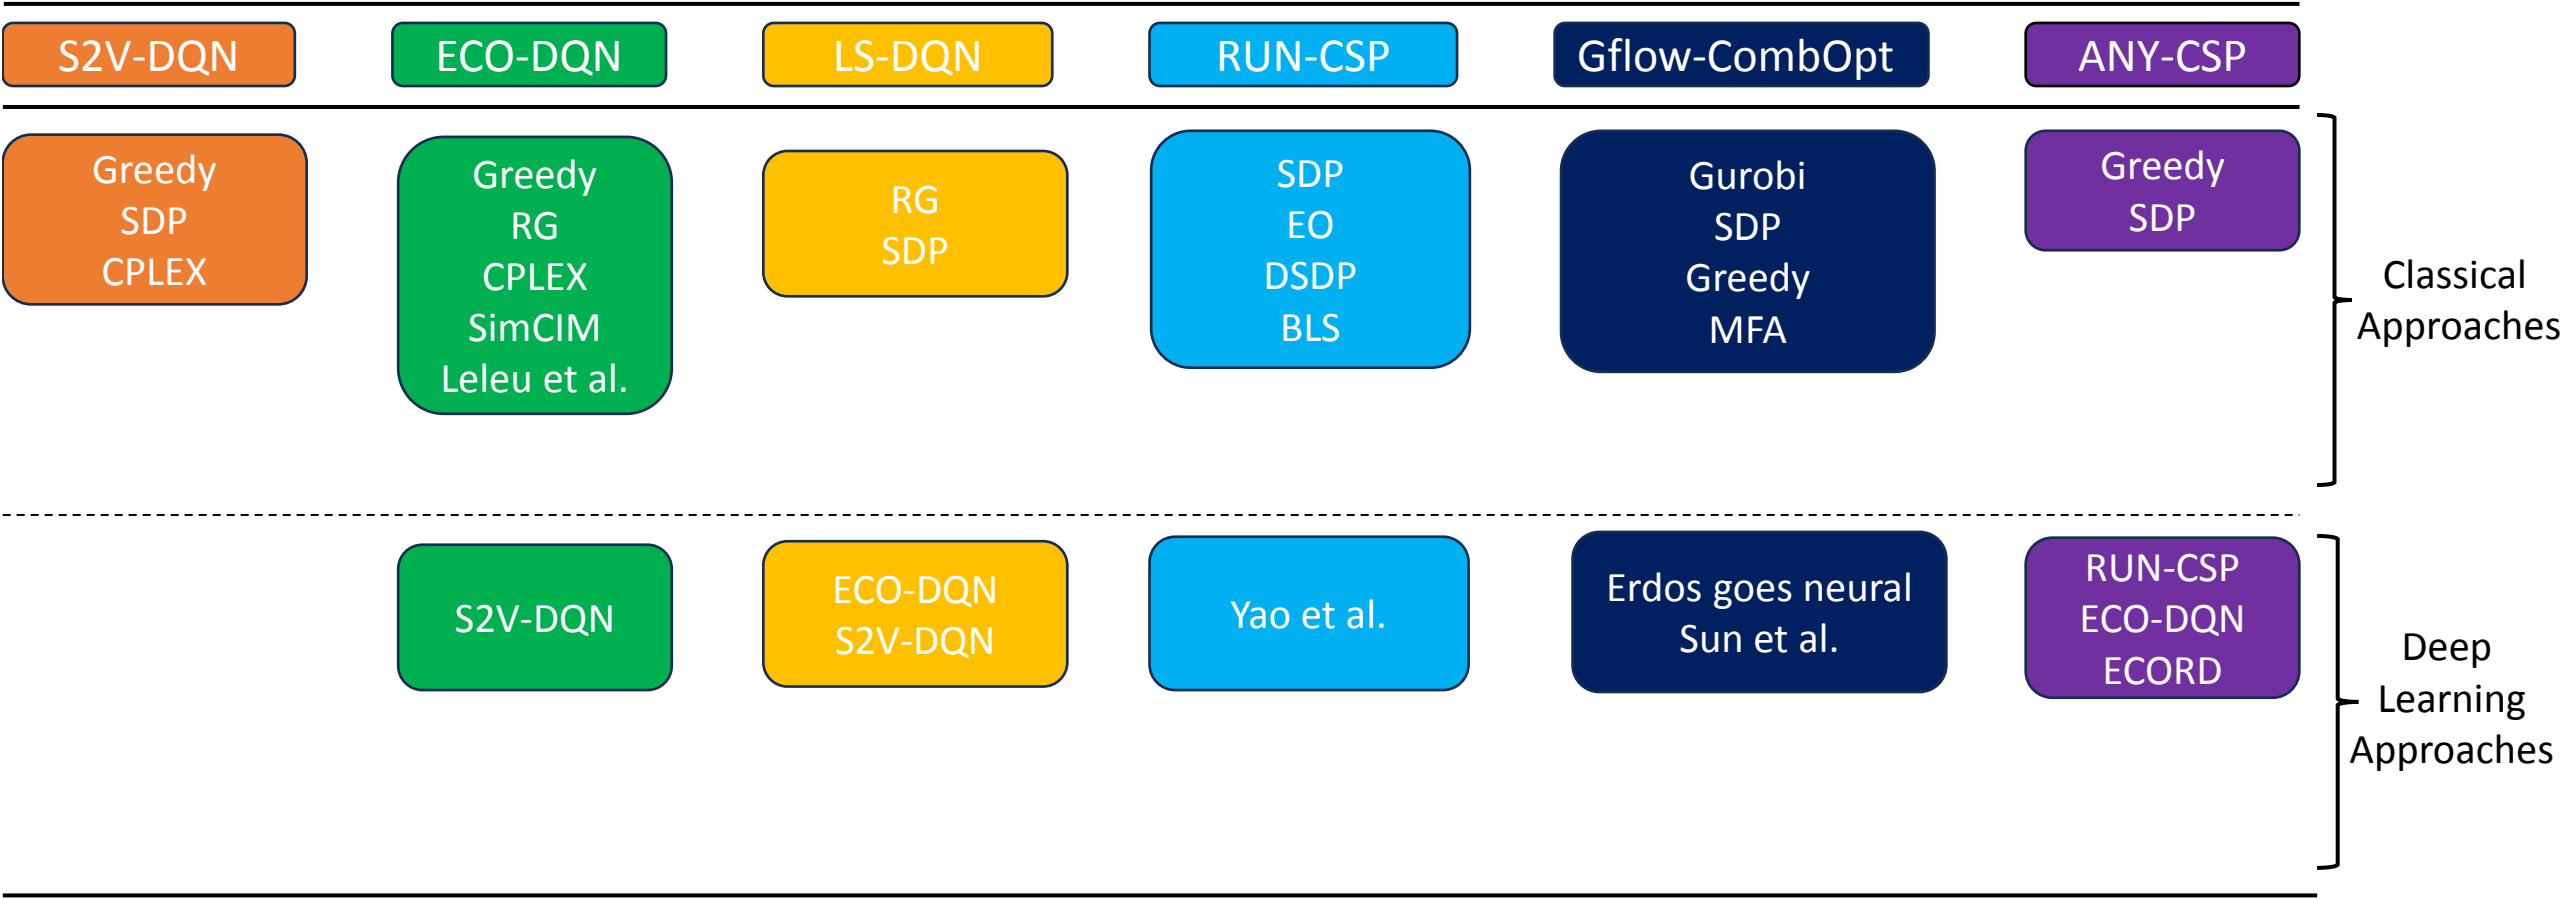 S2V-DQN
ECO-DQN
LS-DQN
RUN-CSP
Gflow-CombOpt
ANY-CSP
Greedy
SDP
CPLEX
Greedy
RG
CPLEX
SimCIM
Leleu et al.
RG
SDP
SDP
EO
DSDP
BLS
Gurobi
SDP
Greedy
MFA
Greedy
SDP
Classical
Approaches
S2V-DQN
ECO-DQN
S2V-DQN
Yao et al.
Erdos goes neural
Sun et al.
RUN-CSP
ECO-DQN
ECORD
Deep
Learning
Approaches